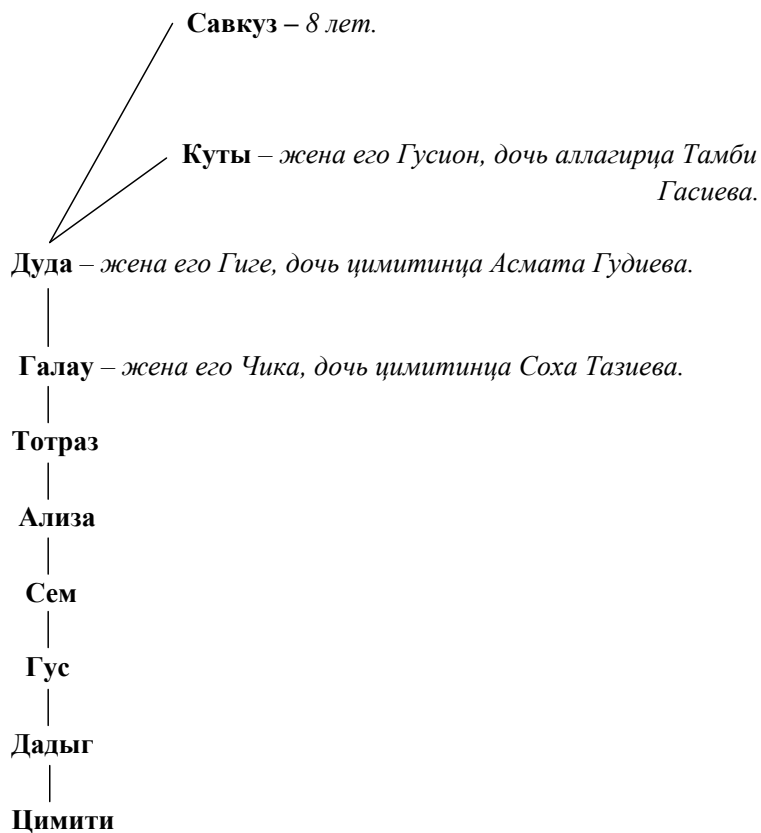 Савкуз – 8 лет.
Куты – жена его Гусион, дочь аллагирца Тамби
Гасиева.
Дуда – жена его Гиге, дочь цимитинца Асмата Гудиева.
Галау – жена его Чика, дочь цимитинца Соха Тазиева.
Тотраз
Ализа
Сем
Гус
Дадыг
Цимити